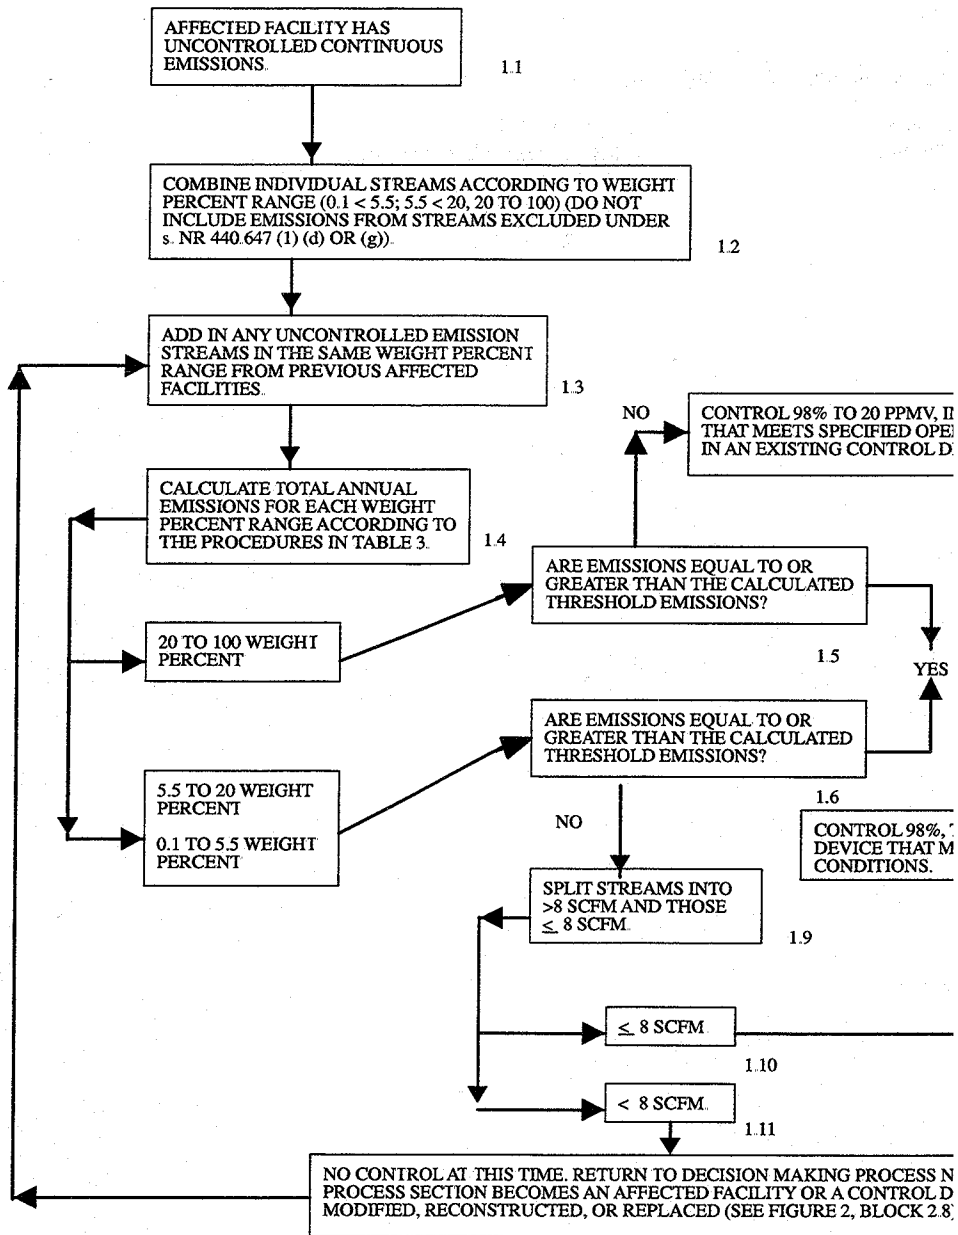 AFFECTED FACILITY HAS
UNCONTROLLED CONTINUOUS
EMISSIONS.
1.1
COMBINE INDIVIDUAL STREAMS ACCORDING TO WEIGHT
PERCENT RANGE (0.1 < 5.5; 5.5 < 20, 20 TO 100) (DO NOT
INCLUDE EMISSIONS FROM STREAMS EXCLUDED UNDER
s. NR 440.647 (1) (d) OR (g)).
1.2
ADD IN ANY UNCONTROLLED EMISSION
STREAMS IN THE SAME WEIGHT PERCENT
RANGE FROM PREVIOUS AFFECTED
FACILITIES.
1.3
NO
CONTROL 98% TO 20 PPMV,
THAT MEETS SPECIFIED
IN AN EXISTING CONTROL
CALCULATE TOTAL ANNUAL
EMISSIONS FOR EACH WEIGHT
PERCENT RANGE ACCORDING TO
THE PROCEDURES IN TABLE 3.
1.4
ARE EMISSIONS EQUAL TO OR
GREATER THAN THE CALCULATED
THRESHOLD EMISSIONS?
1.5
20 TO 100 WEIGHT
PERCENT
YES
ARE EMISSIONS EQUAL TO OR
GREATER THAN THE CALCULATED
THRESHOLD EMISSIONS?
1.6
5.5 TO 20 WEIGHT
PERCENT
0.1 TO 5.5 WEIGHT
PERCENT
NO
CONTROL 98%,
DEVICE THAT
CONDITIONS.
SPLIT STREAMS INTO
>8 SCFM AND THOSE
≤ 8 SCFM.
1.9
≤ 8 SCFM.
1.10
< 8 SCFM.
1.11
NO CONTROL AT THIS TIME. RETURN TO DECISION MAKING PROCESS
PROCESS SECTION BECOMES AN AFFECTED FACILITY OR A CONTROL
MODIFIED, RECONSTRUCTED, OR REPLACED (SEE FIGURE 2, BLOCK 2.8)